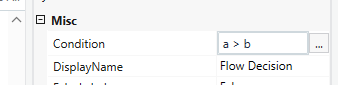 Misc
Condition a > b ...
DisplayName Flow Decision